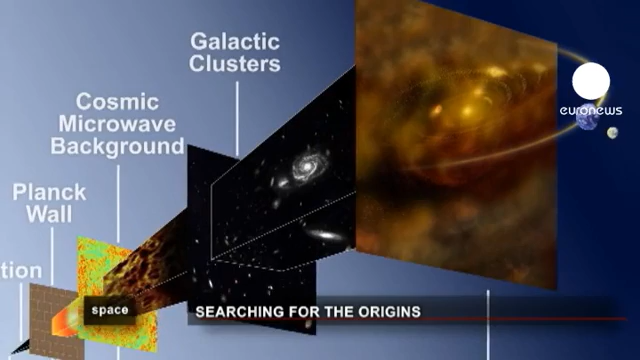 Galactic
Clusters
Cosmic
Microwave
Background
Planck
Wall
tion
euronews
space
SEARCHING FOR THE ORIGINS